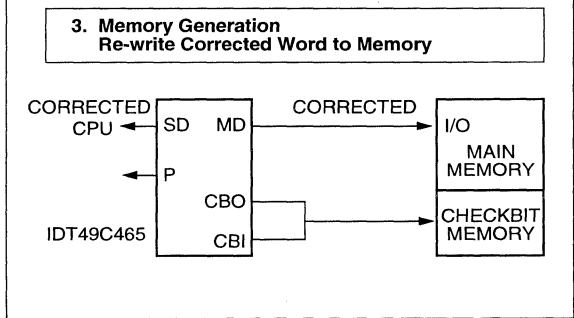 3. Memory Generation
Re-write Corrected Word to Memory
CORRECTED
CPU
SD
MD
CORRECTED
I/O
MAIN
MEMORY
P
CBO
CBI
CHECKBIT
MEMORY
IDT49C465